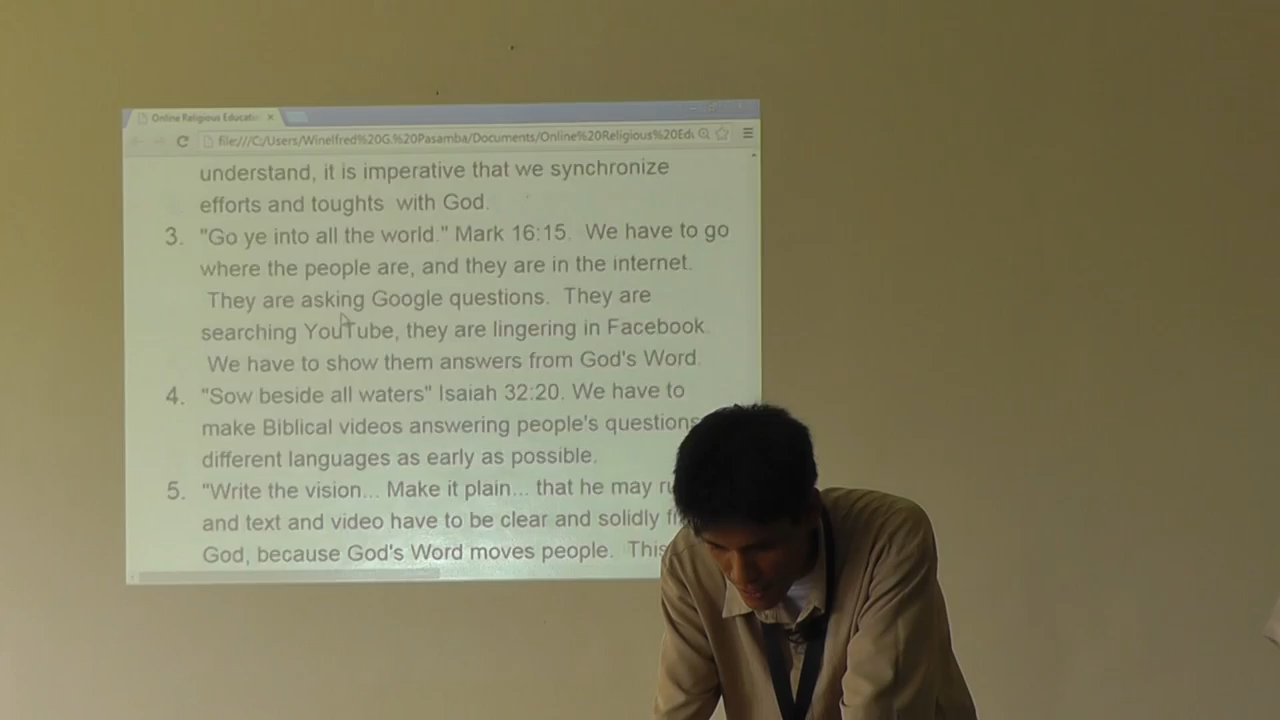 Online Religious Educati
file:///C:/Users/Winelfred%20G.%20Pasamba/Documents/Online%20Religious%20Edu
understand, it is imperative that we synchronize
efforts and toughts with God.
3. "Go ye into all the world." Mark 16:15. We have to go
where the people are, and they are in the internet.
They are asking Google questions. They are
searching YouTube, they are lingering in Facebook.
We have to show them answers from God's Word.
4. "Sow beside all waters" Isaiah 32:20. We have to
make Biblical videos answering people's questions
different languages as early as possible.
5. "Write the vision... Make it plain... that he may
and text and video have to be clear and solidly
God, because God's Word moves people. This